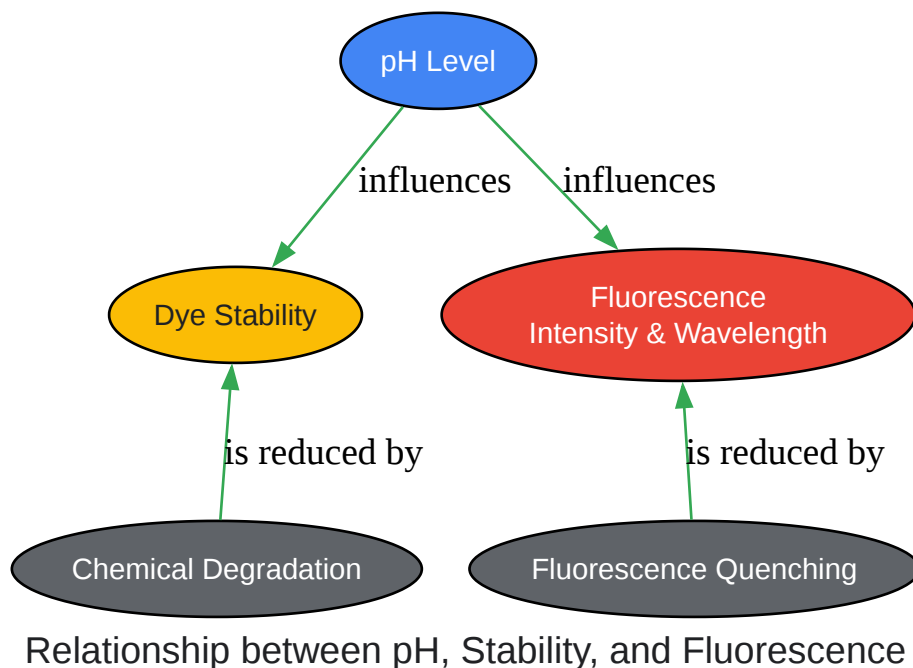 pH Level
influences
influences
Dye Stability
Fluorescence
Intensity & Wavelength
is reduced by
is reduced by
Chemical Degradation
Fluorescence Quenching
Relationship between pH, Stability, and Fluorescence